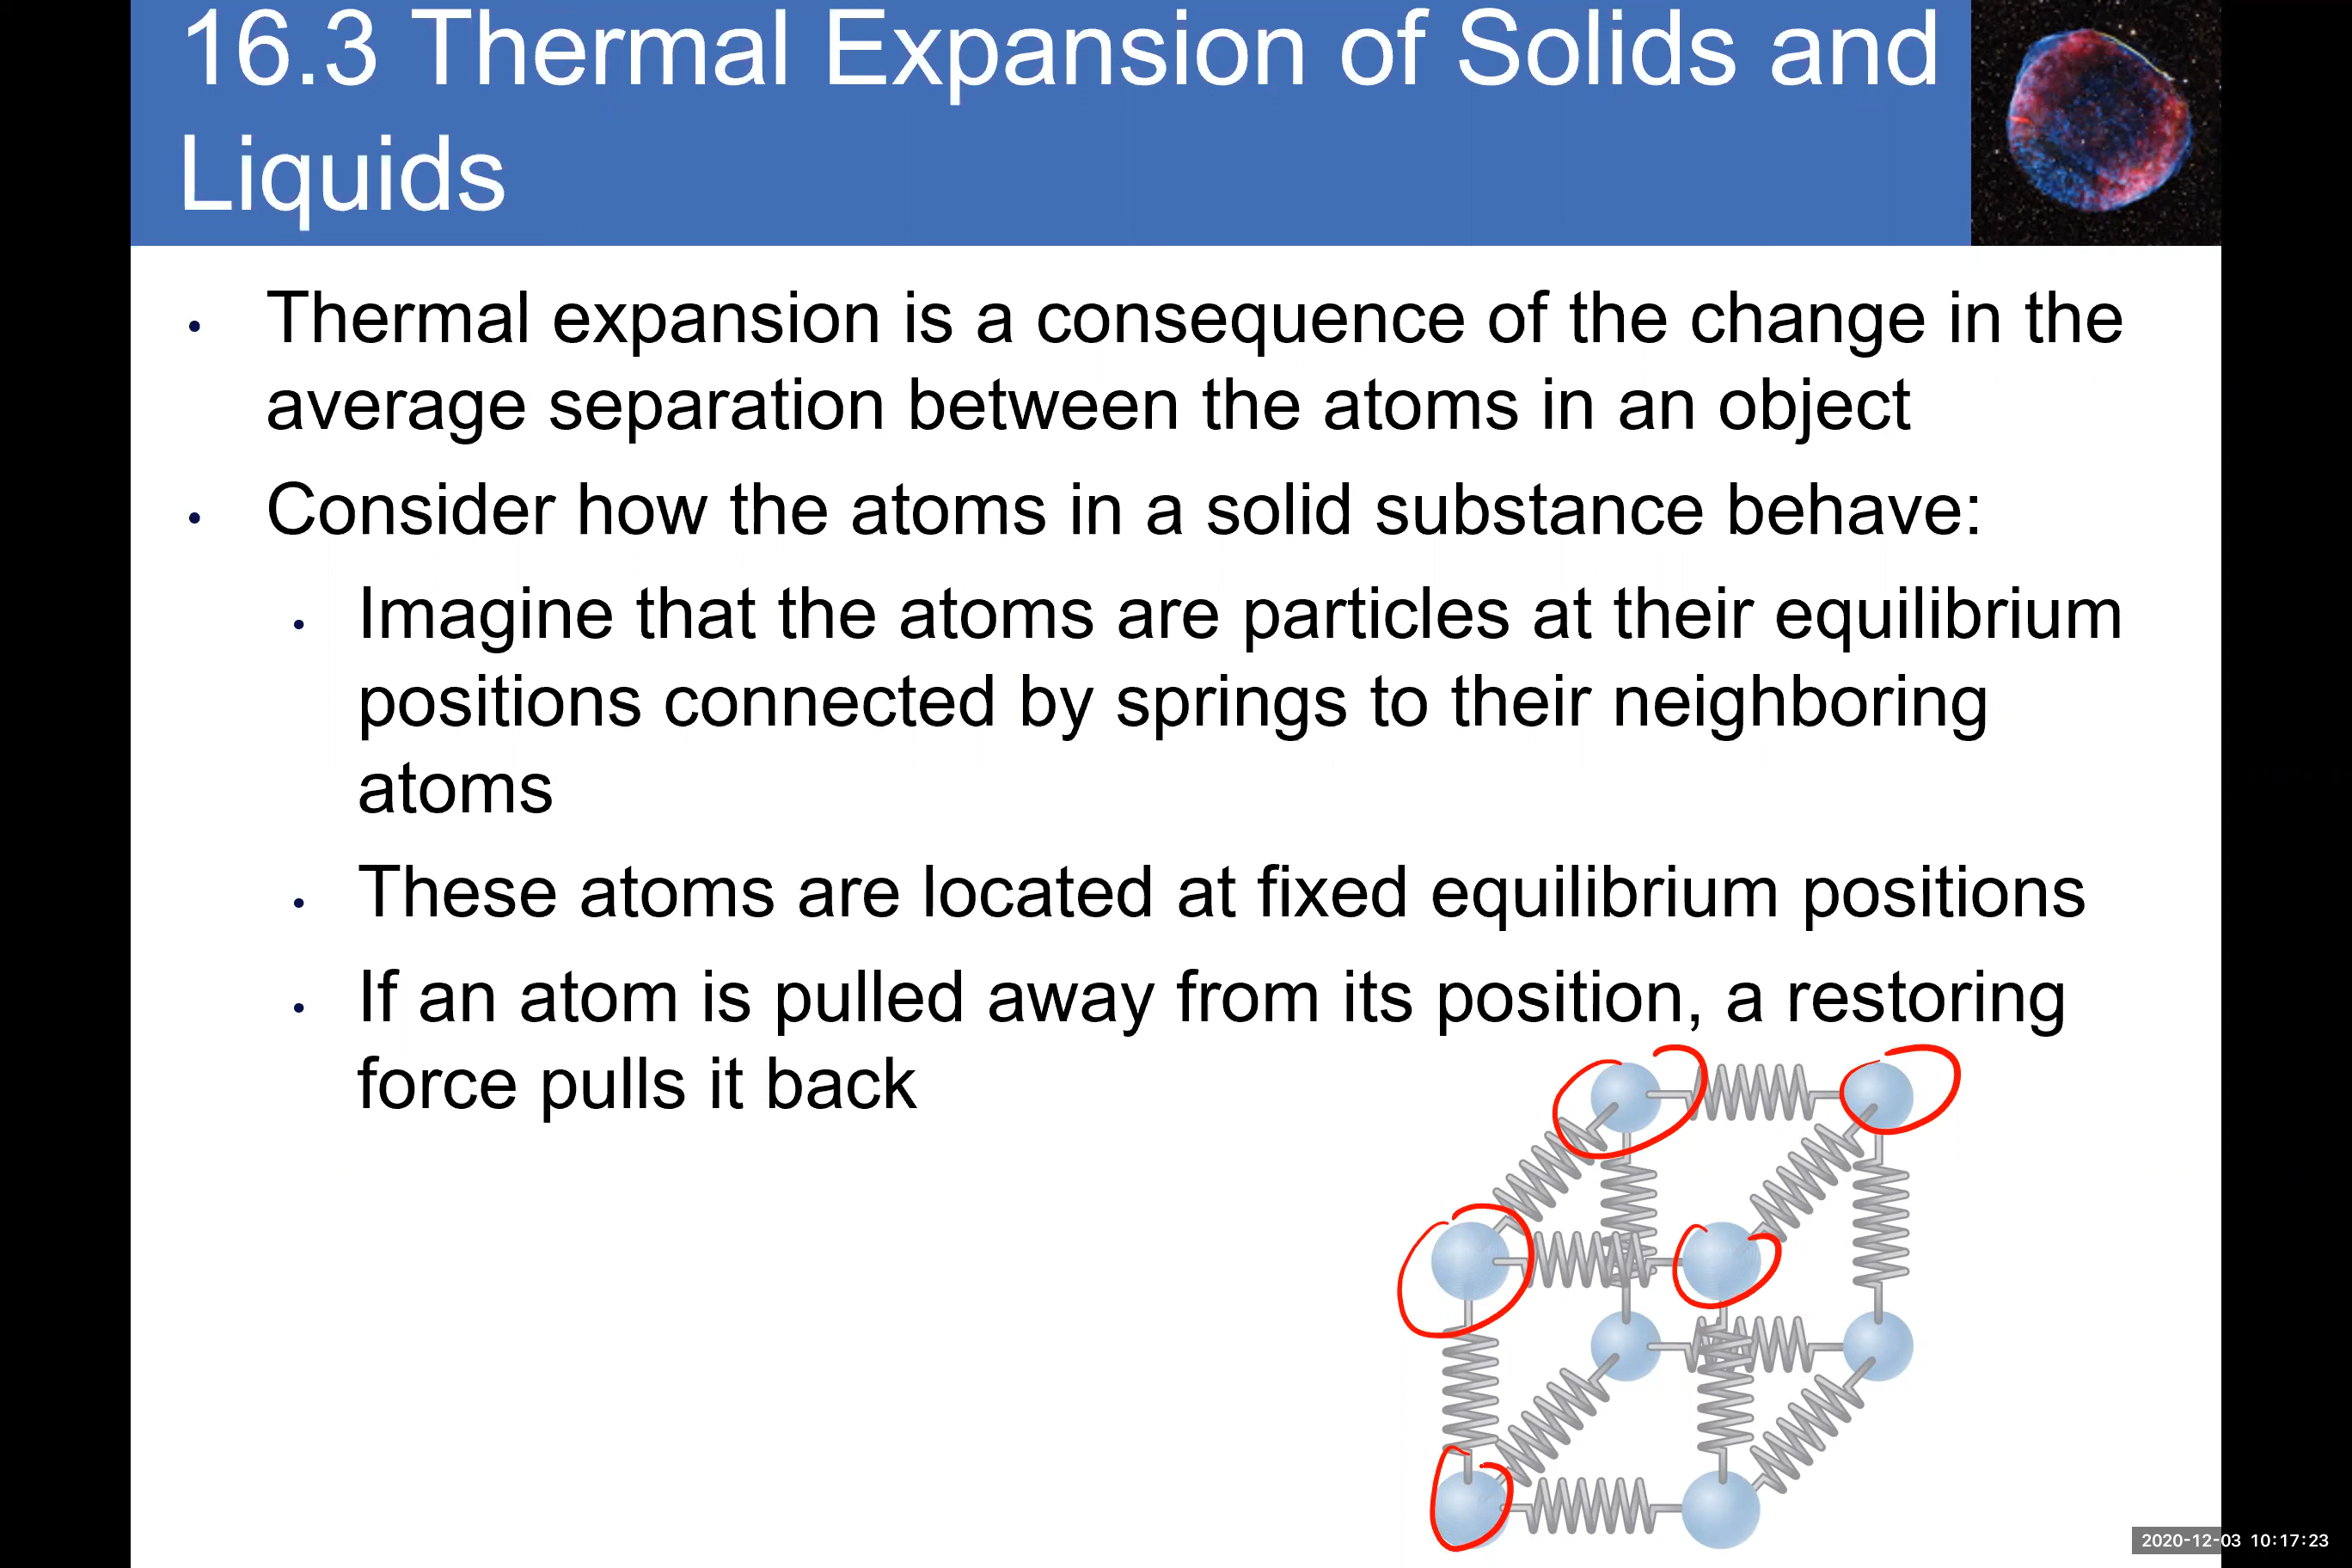 16.3 Thermal Expansion of Solids and
Liquids
• Thermal expansion is a consequence of the change in the
average separation between the atoms in an object
• Consider how the atoms in a solid substance behave:
• Imagine that the atoms are particles at their equilibrium
positions connected by springs to their neighboring
atoms
• These atoms are located at fixed equilibrium positions
• If an atom is pulled away from its position, a restoring
force pulls it back
2020-12-03 10:17:23